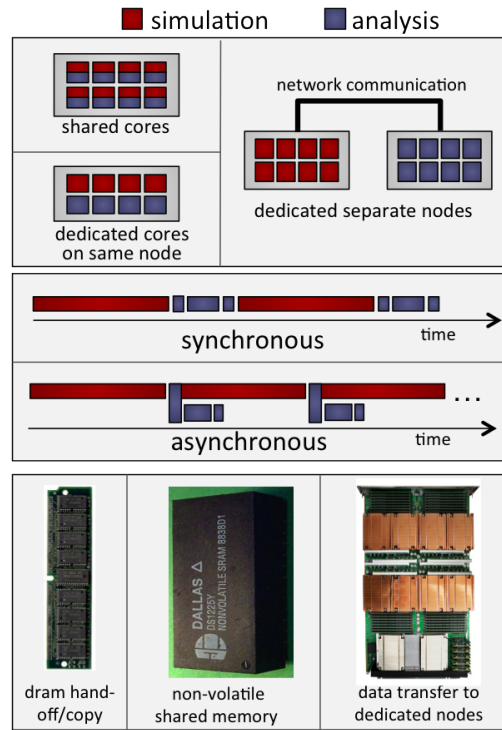 simulation
analysis
shared cores
dedicated cores
on same node
network communication
dedicated separate nodes
synchronous
time
asynchronous
time
...
DALLAS
DS1225Y
NONVOLATILE SRAM 8838D1
dram hand-
off/copy
non-volatile
shared memory
data transfer to
dedicated nodes